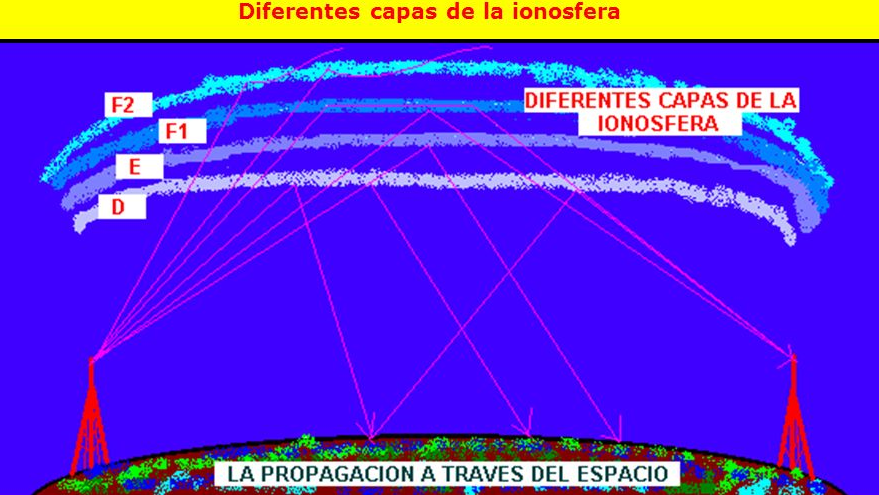 Diferentes capas de la ionosfera
F2
F1
E
D
DIFERENTES CAPAS DE LA
IONOSFERA
LA PROPAGACION A TRAVES DEL ESPACIO